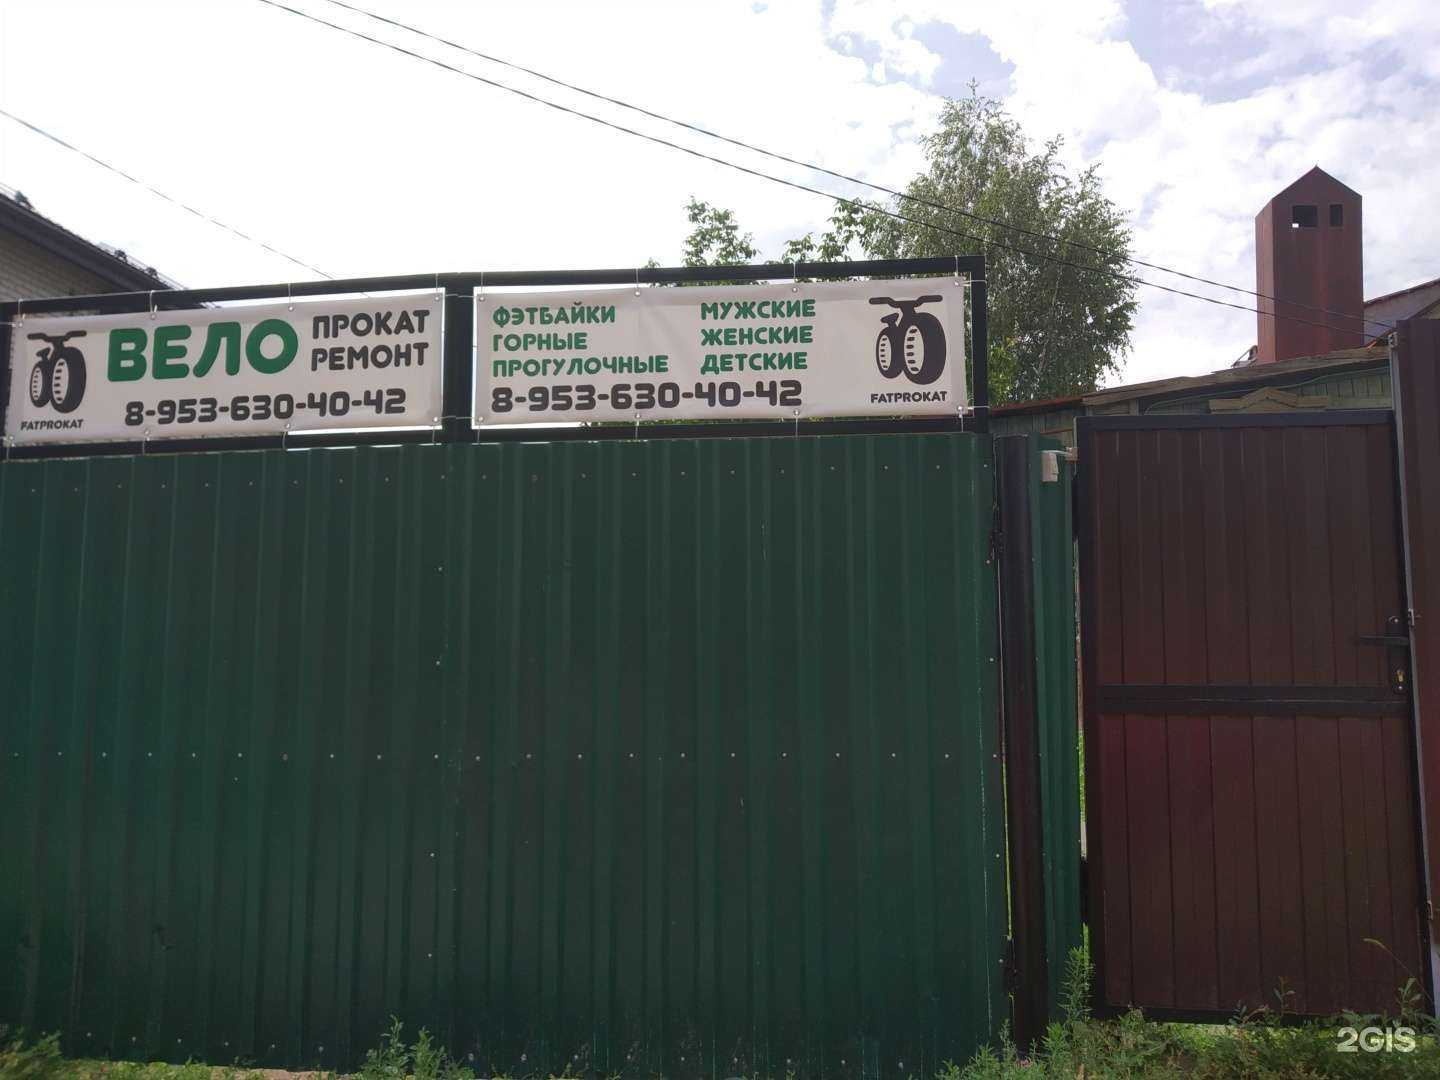 ВЕЛО
ПРОКАТ
РЕМОНТ
8-953-630-40-42
FATPROKAT
ФЭТБАЙКИ
ГОРНЫЕ
ПРОГУЛОЧНЫЕ
МУЖСКИЕ
ЖЕНСКИЕ
ДЕТСКИЕ
8-953-630-40-42
FATPROKAT
2GIS